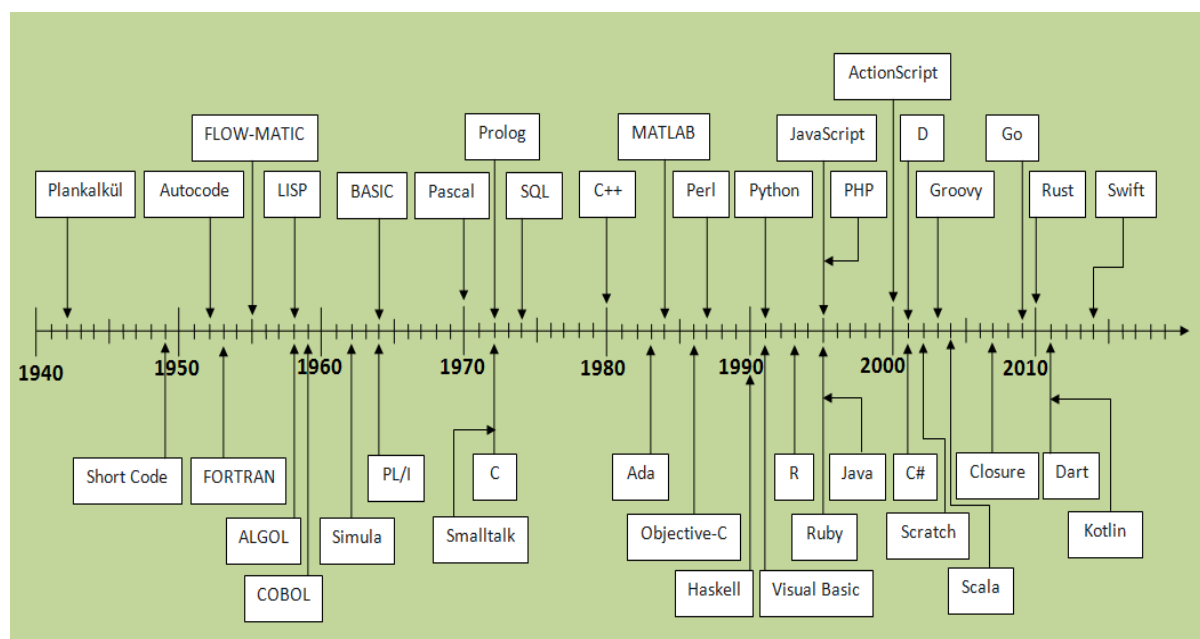 ActionScript
FLOW-MATIC
Prolog
MATLAB
JavaScript
D
Go
Plankalkül
Autocode
LISP
BASIC
Pascal
SQL
C++
Perl
Python
PHP
Groovy
Rust
Swift
1940
1950
1960
1970
1980
1990
2000
2010
Short Code
FORTRAN
PL/I
C
Ada
R
Java
C#
Closure
Dart
ALGOL
Simula
Smalltalk
Objective-C
Ruby
Scratch
Kotlin
COBOL
Haskell
Visual Basic
Scala